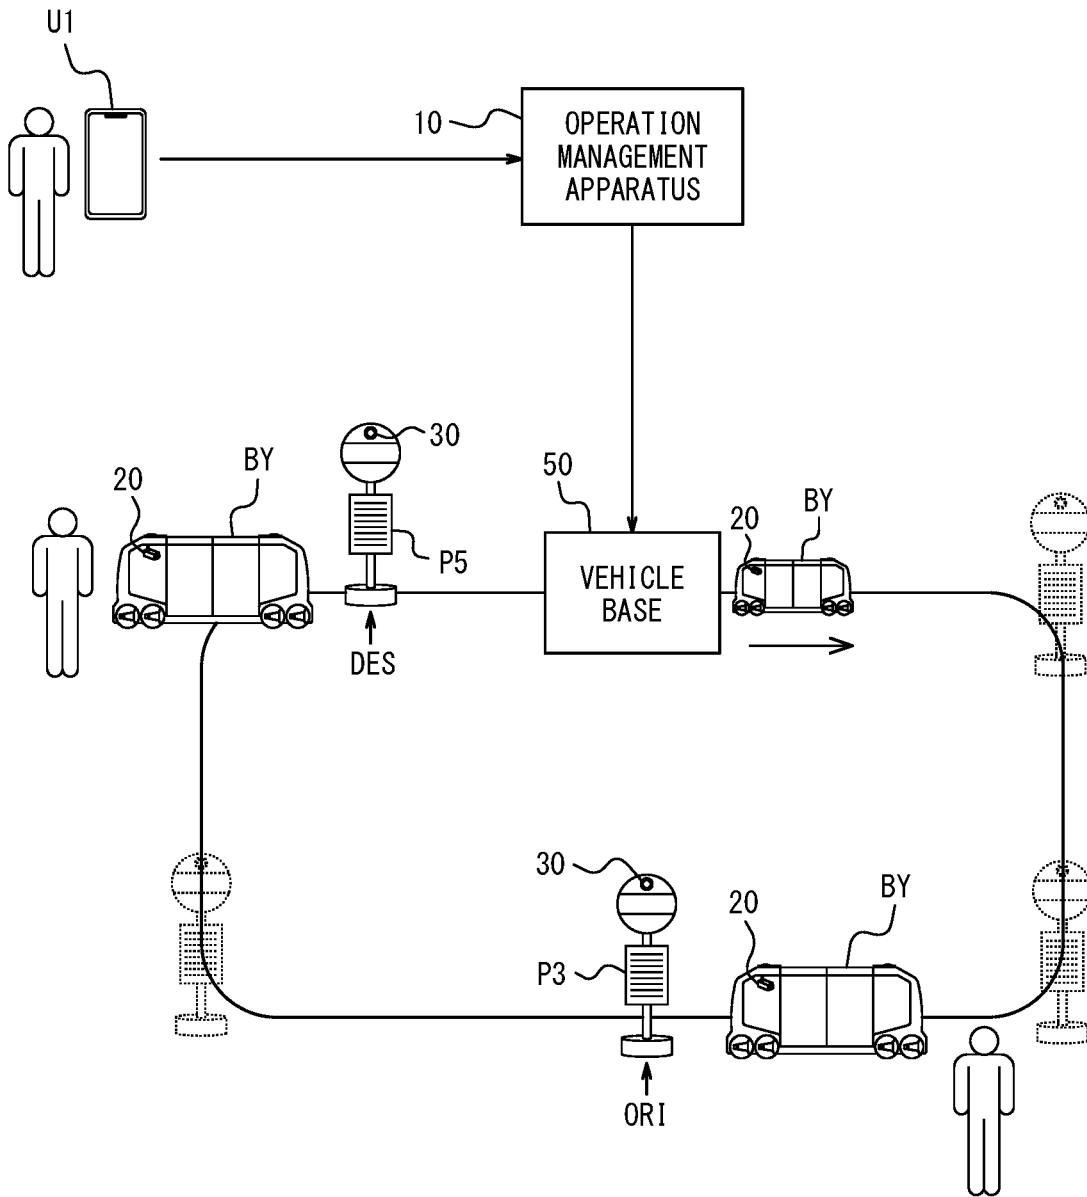 U1
10
OPERATION
MANAGEMENT
APPARATUS
30
BY
20
P5
DES
50
VEHICLE
BASE
20
BY
30
P3
ORI
20
BY